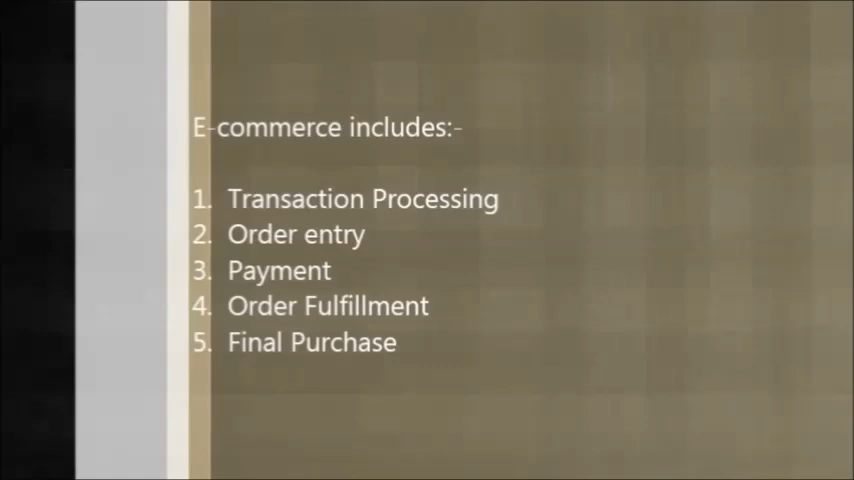 E-commerce includes:-
1. Transaction Processing
2. Order entry
3. Payment
4. Order Fulfillment
5. Final Purchase